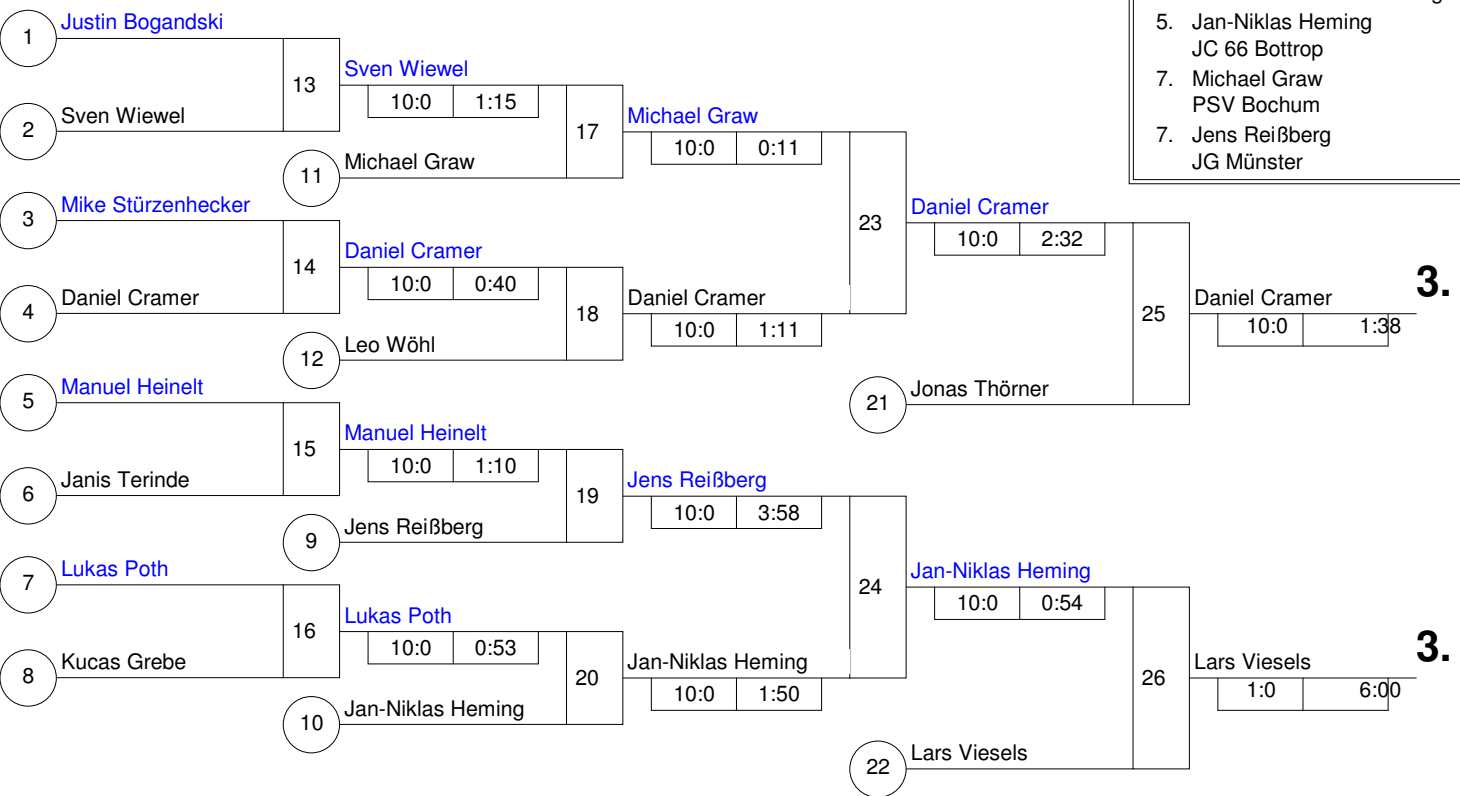 5. Jan-Niklas Heming
JC 66 Bottrop
7. Michael Graw
PSV Bochum
7. Jens Reißberg
JG Münster
1 Justin Bogandski
13
2 Sven Wiewel
Sven Wiewel
10:0 1:15
17
11 Michael Graw
Michael Graw
10:0 0:11
3 Mike Stürzenhecker
14
4 Daniel Cramer
Daniel Cramer
10:0 0:40
18
12 Leo Wöhl
Daniel Cramer
10:0 1:11
23
Daniel Cramer
10:0 2:32
25
21 Jonas Thörner
Daniel Cramer
10:0 1:38
3.
5 Manuel Heinelt
15
6 Janis Terinde
Manuel Heinelt
10:0 1:10
19
9 Jens Reißberg
Jens Reißberg
10:0 3:58
7 Lukas Poth
16
8 Kucas Grebe
Lukas Poth
10:0 0:53
20
10 Jan-Niklas Heming
Jan-Niklas Heming
10:0 1:50
24
Jan-Niklas Heming
10:0 0:54
26
22 Lars Viesels
Lars Viesels
1:0 6:00
3.